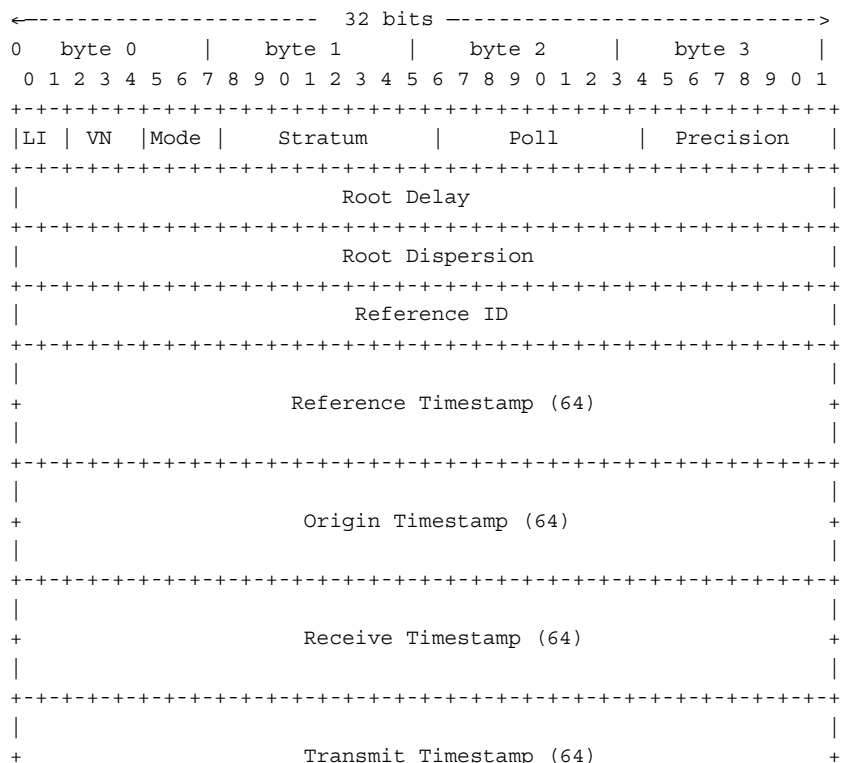 <----------------------- 32 bits ---------------------------->
0   byte 0     |    byte 1     |    byte 2     |    byte 3     |
 0 1 2 3 4 5 6 7 8 9 0 1 2 3 4 5 6 7 8 9 0 1 2 3 4 5 6 7 8 9 0 1
+-+-+-+-+-+-+-+-+-+-+-+-+-+-+-+-+-+-+-+-+-+-+-+-+-+-+-+-+-+-+-+-+
|LI | VN  |Mode |    Stratum    |     Poll      |  Precision    |
+-+-+-+-+-+-+-+-+-+-+-+-+-+-+-+-+-+-+-+-+-+-+-+-+-+-+-+-+-+-+-+-+
|                         Root Delay                            |
+-+-+-+-+-+-+-+-+-+-+-+-+-+-+-+-+-+-+-+-+-+-+-+-+-+-+-+-+-+-+-+-+
|                         Root Dispersion                       |
+-+-+-+-+-+-+-+-+-+-+-+-+-+-+-+-+-+-+-+-+-+-+-+-+-+-+-+-+-+-+-+-+
|                          Reference ID                         |
+-+-+-+-+-+-+-+-+-+-+-+-+-+-+-+-+-+-+-+-+-+-+-+-+-+-+-+-+-+-+-+-+
|                                                               |
+                     Reference Timestamp (64)                  +
|                                                               |
+-+-+-+-+-+-+-+-+-+-+-+-+-+-+-+-+-+-+-+-+-+-+-+-+-+-+-+-+-+-+-+-+
|                                                               |
+                      Origin Timestamp (64)                    +
|                                                               |
+-+-+-+-+-+-+-+-+-+-+-+-+-+-+-+-+-+-+-+-+-+-+-+-+-+-+-+-+-+-+-+-+
|                                                               |
+                      Receive Timestamp (64)                   +
|                                                               |
+-+-+-+-+-+-+-+-+-+-+-+-+-+-+-+-+-+-+-+-+-+-+-+-+-+-+-+-+-+-+-+-+
|                                                               |
+                      Transmit Timestamp (64)                  +